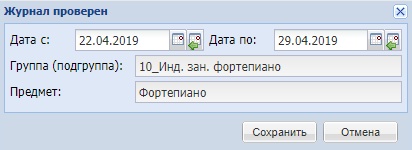 Журнал проверен
Дата с: 22.04.2019 Дата по: 29.04.2019
Группа (подгруппа): 10_Инд. зан. фортепиано
Предмет: Фортепиано
Сохранить Отмена